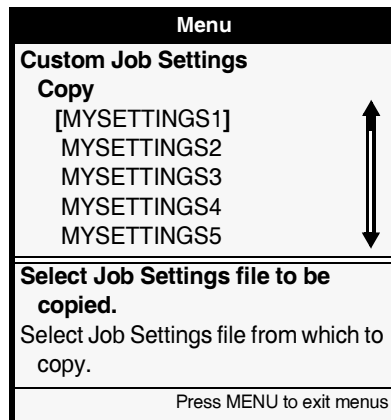 Menu
Custom Job Settings
Copy
[MYSETTINGS1]
MYSETTINGS2
MYSETTINGS3
MYSETTINGS4
MYSETTINGS5
Select Job Settings file to be
copied.
Select Job Settings file from which to
copy.
Press MENU to exit menus